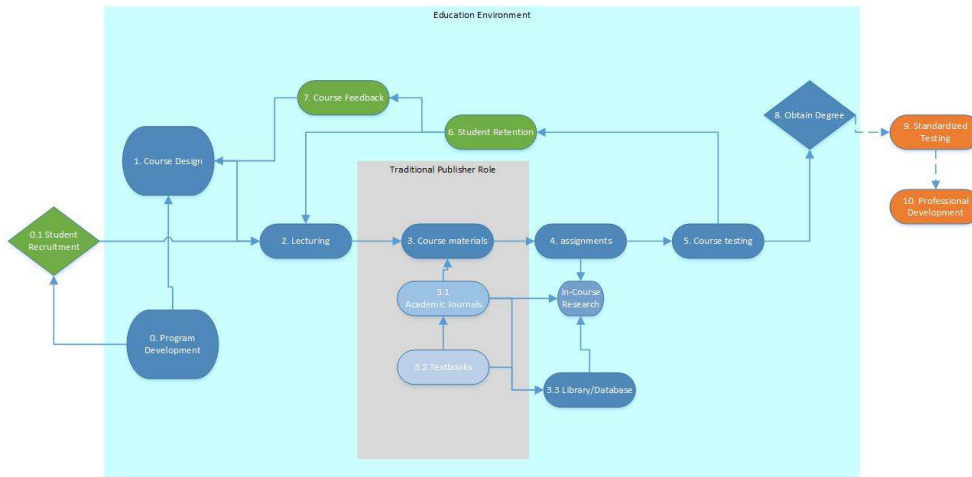 Education Environment
7. Course Feedback
8. Obtain Degree
6. Student Retention
9. Standardized
Testing
1. Course Design
Traditional Publisher Role
10. Professional
Development
0.1 Student
Recruitment
2. Lecturing
3. Course materials
4. assignments
5. Course testing
3.1
Academic Journals
In-Course
Research
0. Program
Development
3.2 Textbooks
3.3 Library/Database